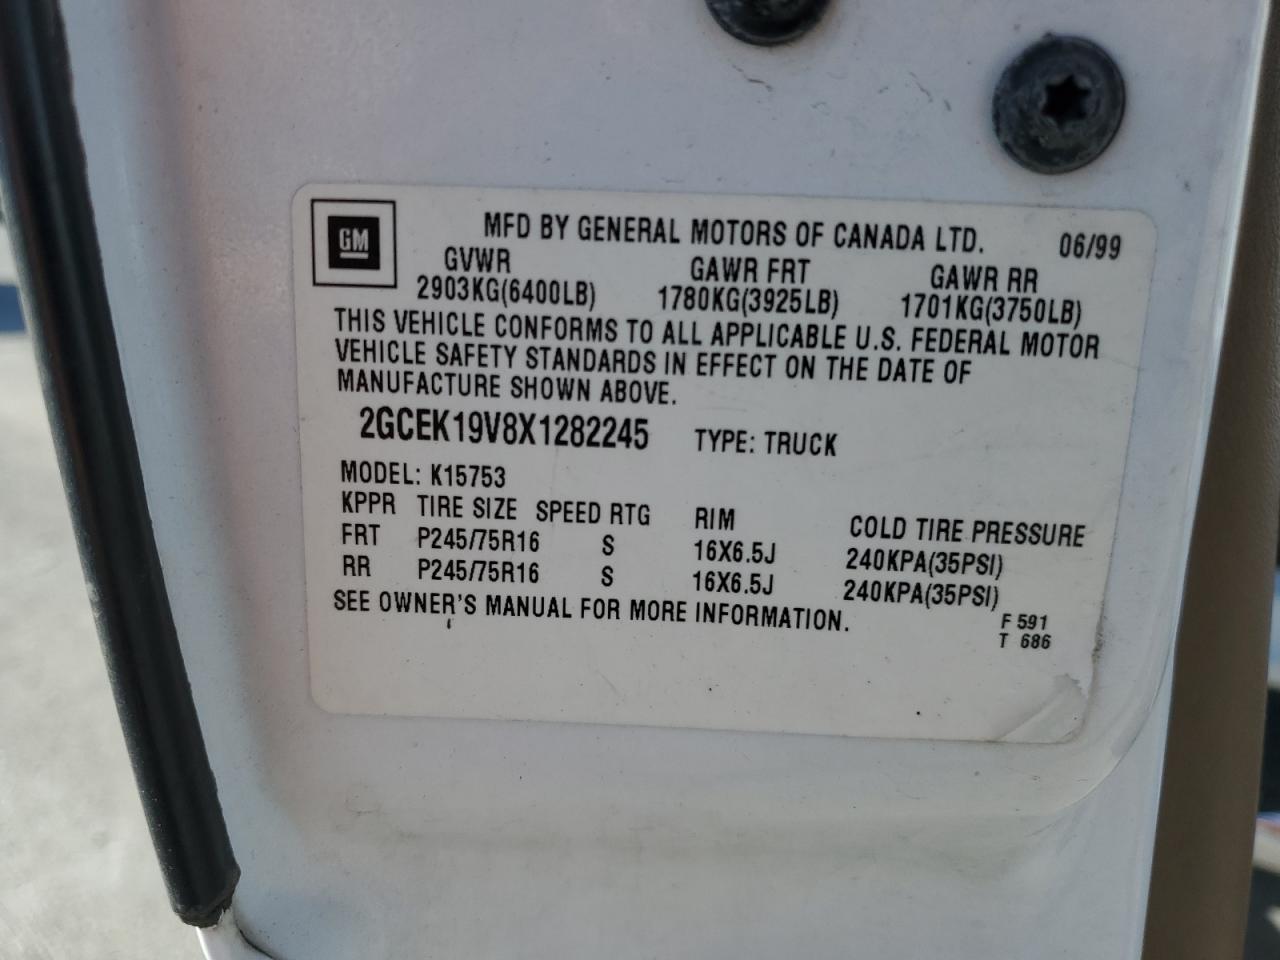 GM
MFD BY GENERAL MOTORS OF CANADA LTD. 06/99
GVWR GAWR FRT GAWR RR
2903KG(6400LB) 1780KG(3925LB) 1701KG(3750LB)
THIS VEHICLE CONFORMS TO ALL APPLICABLE U.S. FEDERAL MOTOR
VEHICLE SAFETY STANDARDS IN EFFECT ON THE DATE OF
MANUFACTURE SHOWN ABOVE.
2GCEK19V8X1282245 TYPE: TRUCK
MODEL: K15753
KPPR TIRE SIZE SPEED RTG RIM COLD TIRE PRESSURE
FRT P245/75R16 S 16X6.5J 240KPA(35PSI)
RR P245/75R16 S 16X6.5J 240KPA(35PSI)
SEE OWNER'S MANUAL FOR MORE INFORMATION.
F 591
T 686